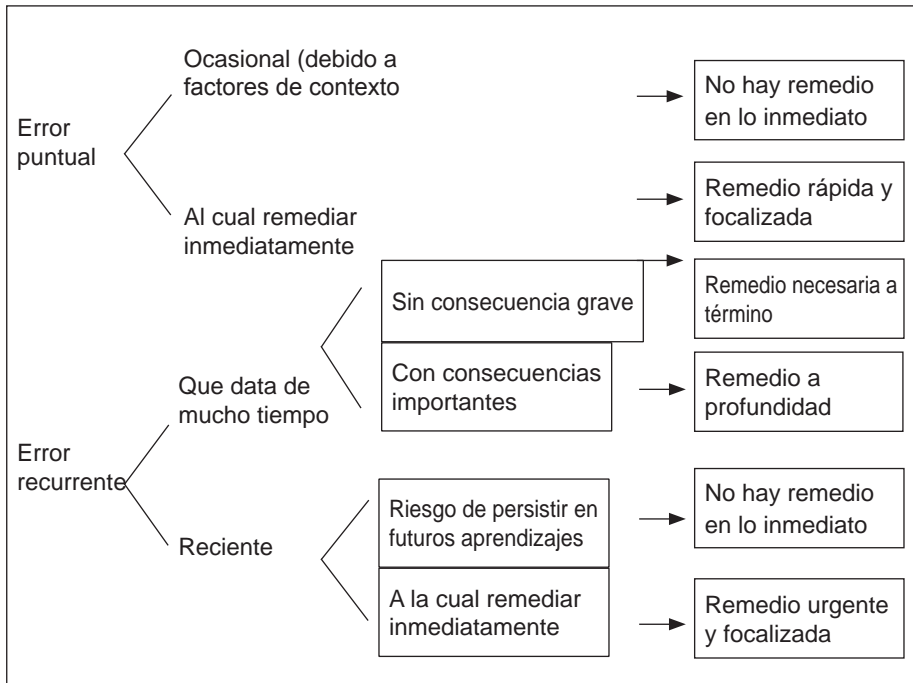 Ocasional (debido a
factores de contexto
No hay remedio
en lo inmediato
Error
puntual
Al cual remediar
inmediatamente
Remedio rápida y
focalizada
Sin consecuencia grave
Remedio necesaria a
término
Que data de
mucho tiempo
Con consecuencias
importantes
Remedio a
profundidad
Error
recurrente
Reciente
Riesgo de persistir en
futuros aprendizajes
No hay remedio
en lo inmediato
A la cual remediar
inmediatamente
Remedio urgente
y focalizada